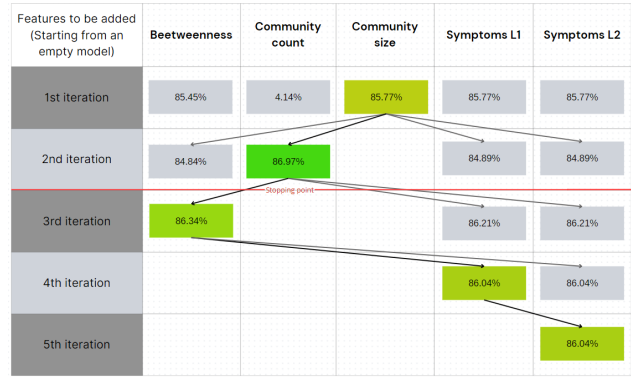 Features to be added
(Starting from an
empty model)
Beetweenness
Community
count
Community
size
Symptoms L1
Symptoms L2
1st iteration
85.45%
4.14%
85.77%
85.77%
85.77%
2nd iteration
84.84%
86.97%
84.89%
84.89%
Stopping point
3rd iteration
86.34%
86.21%
86.21%
4th iteration
86.04%
86.04%
5th iteration
86.04%